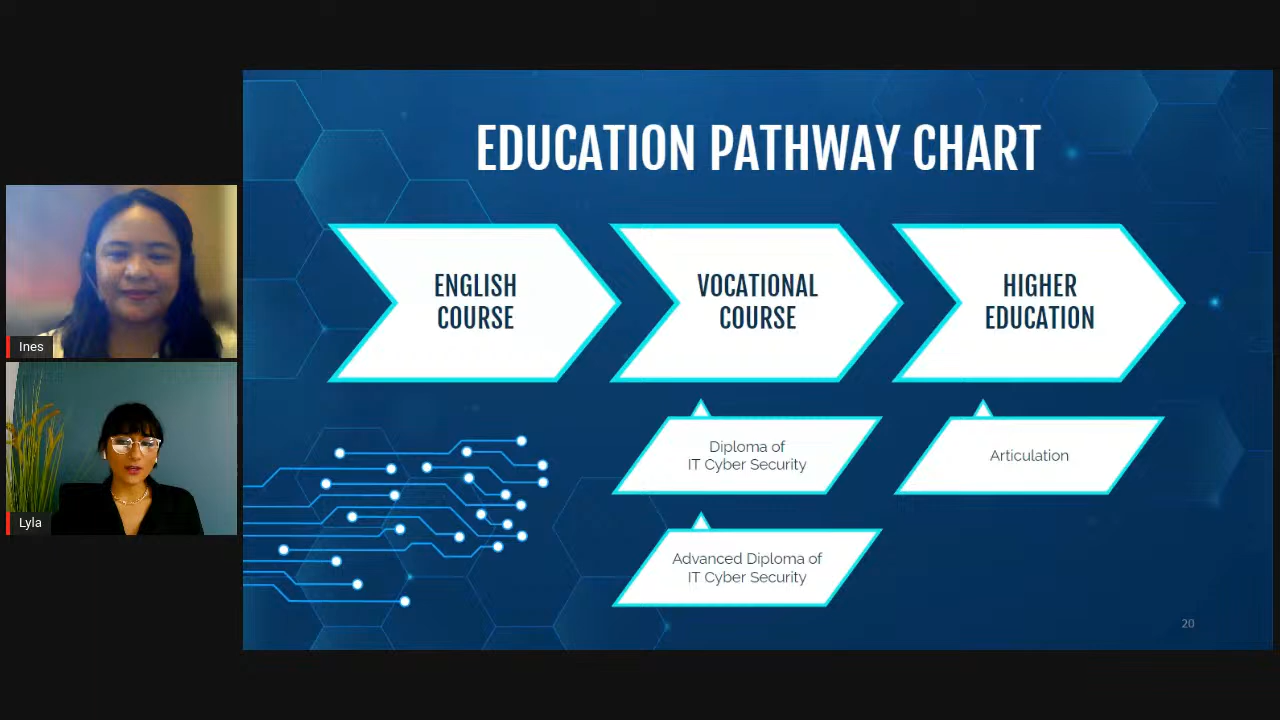 EDUCATION PATHWAY CHART
Ines
Lyla
ENGLISH
COURSE
VOCATIONAL
COURSE
HIGHER
EDUCATION
Diploma of
IT Cyber Security
Articulation
Advanced Diploma of
IT Cyber Security
20